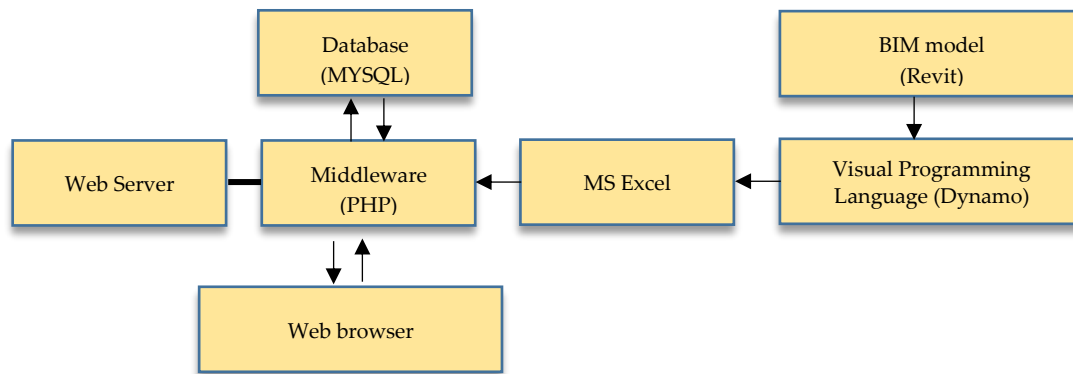 Database
(MYSQL)
BIM model
(Revit)
Web Server
Middleware
(PHP)
MS Excel
Visual Programming
Language (Dynamo)
Web browser